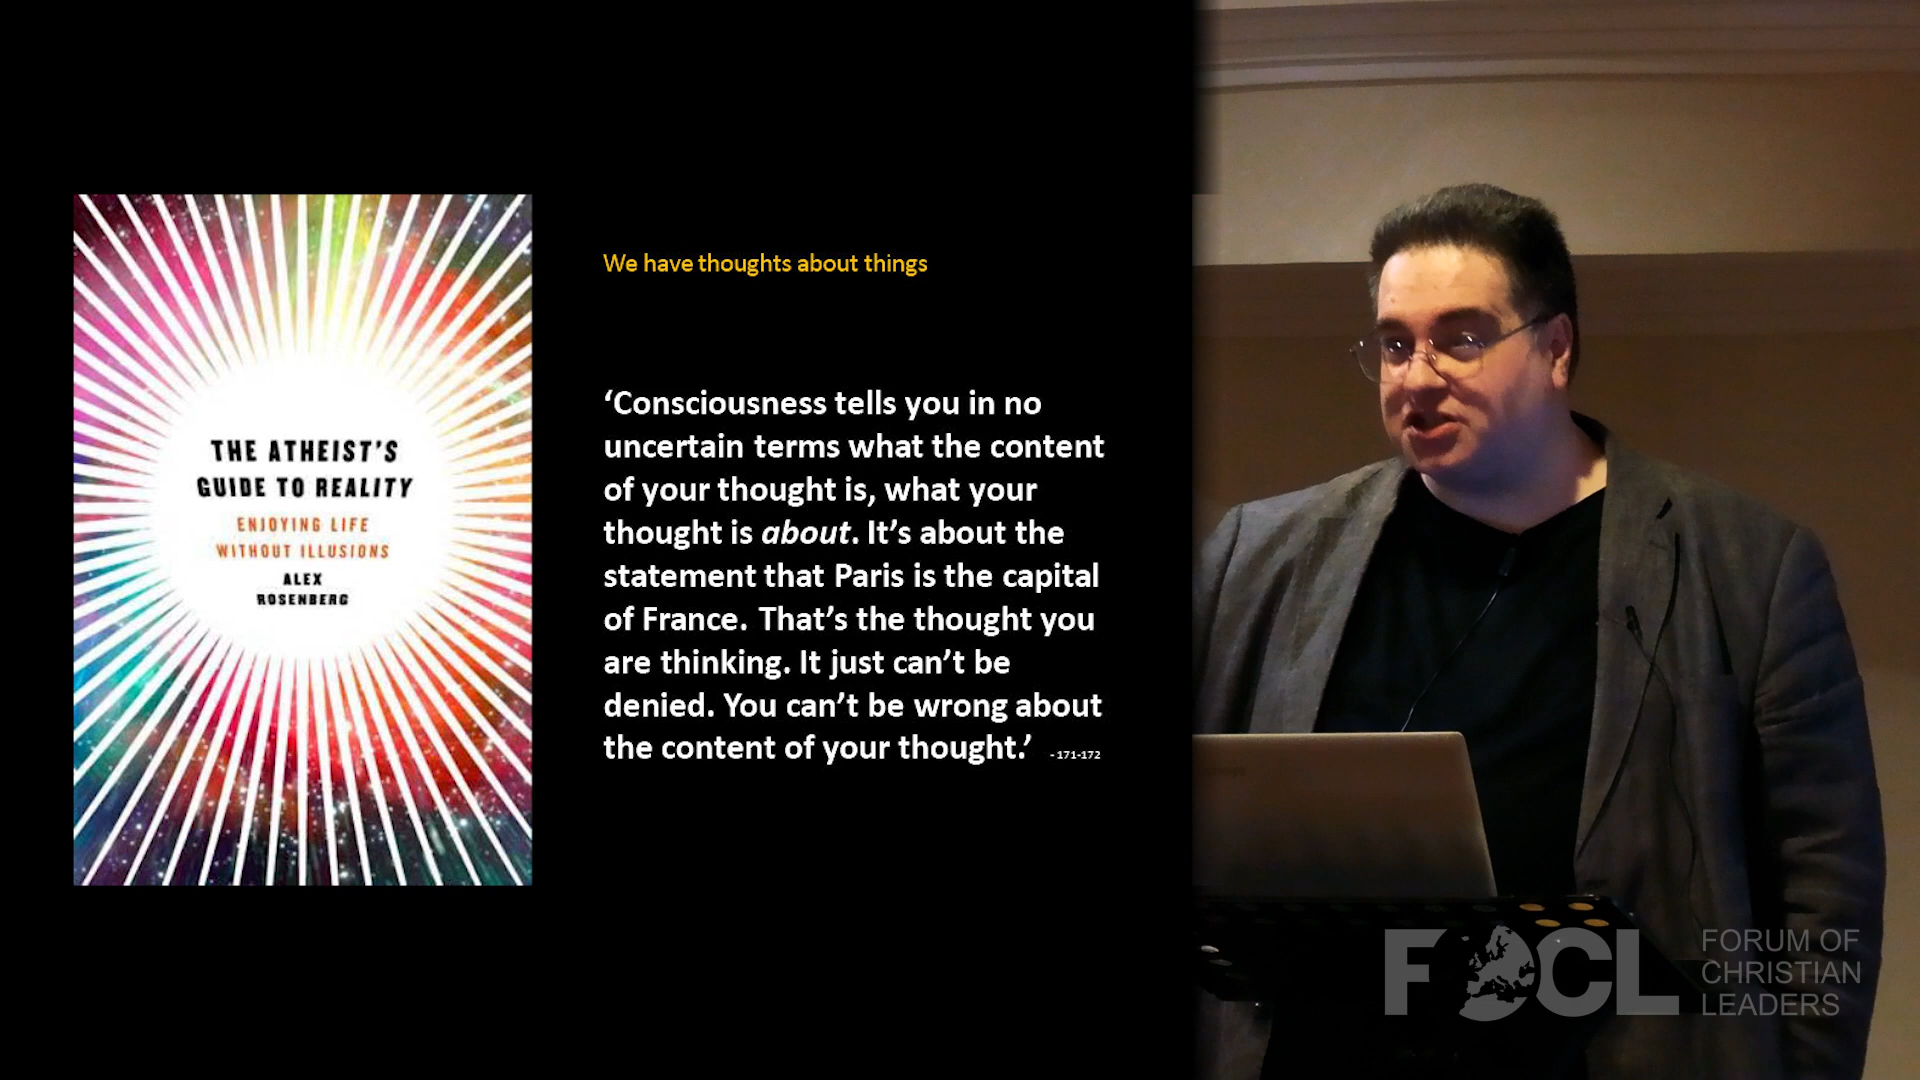 THE ATHEIST'S
GUIDE TO REALITY
ENJOYING LIFE
WITHOUT ILLUSIONS
ALEX
ROSENBERG
We have thoughts about things
‘Consciousness tells you in no
uncertain terms what the content
of your thought is, what your
thought is about. It’s about the
statement that Paris is the capital
of France. That’s the thought you
are thinking. It just can’t be
denied. You can’t be wrong about
the content of your thought.’ - 171-172
FOCL
FORUM OF
CHRISTIAN
LEADERS